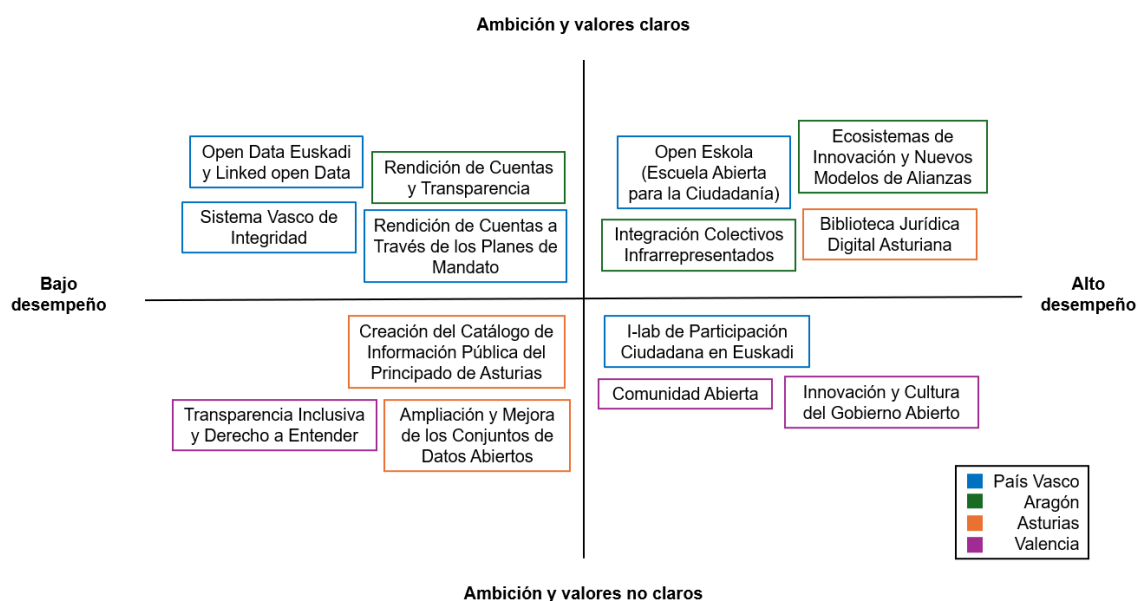 Ambición y valores claros
Open Data Euskadi
y Linked open Data
Rendición de Cuentas
y Transparencia
Sistema Vasco de
Integridad
Rendición de Cuentas a
Través de los Planes de
Mandato
Open Eskola
(Escuela Abierta
para la Ciudadanía)
Ecosistemas de
Innovación y Nuevos
Modelos de Alianzas
Integración Colectivos
Infrarrepresentados
Biblioteca Jurídica
Digital Asturiana
Bajo
desempeño
Alto
desempeño
Creación del Catálogo de
Información Pública del
Principado de Asturias
Transparencia Inclusiva
y Derecho a Entender
Ampliación y Mejora
de los Conjuntos de
Datos Abiertos
I-lab de Participación
Ciudadana en Euskadi
Comunidad Abierta
Innovación y Cultura
del Gobierno Abierto
País Vasco
Aragón
Asturias
Valencia
Ambición y valores no claros